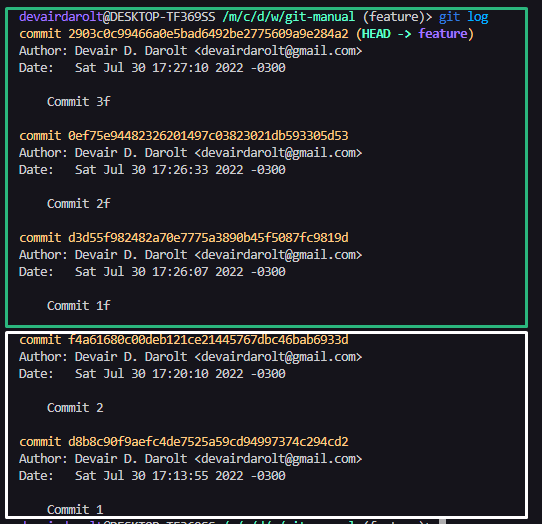 devairdarolt@DESKTOP-TF369SS /m/c/d/w/git-manual (feature)> git log
commit 2903c0c99466a0e5bad6492be2775609a9e284a2 (HEAD -> feature)
Author: Devair D. Darolt <devairdarolt@gmail.com>
Date:   Sat Jul 30 17:27:10 2022 -0300
Commit 3f
commit 0ef75e94482326201497c03823021db593305d53
Author: Devair D. Darolt <devairdarolt@gmail.com>
Date:   Sat Jul 30 17:26:33 2022 -0300
Commit 2f
commit d3d55f982482a70e7775a3890b45f5087fc9819d
Author: Devair D. Darolt <devairdarolt@gmail.com>
Date:   Sat Jul 30 17:26:07 2022 -0300
Commit 1f
commit f4a61680c00deb121ce21445767dbc46bab6933d
Author: Devair D. Darolt <devairdarolt@gmail.com>
Date:   Sat Jul 30 17:20:10 2022 -0300
Commit 2
commit d8b8c90f9aefc4de7525a59cd94997374c294cd2
Author: Devair D. Darolt <devairdarolt@gmail.com>
Date:   Sat Jul 30 17:13:55 2022 -0300
Commit 1